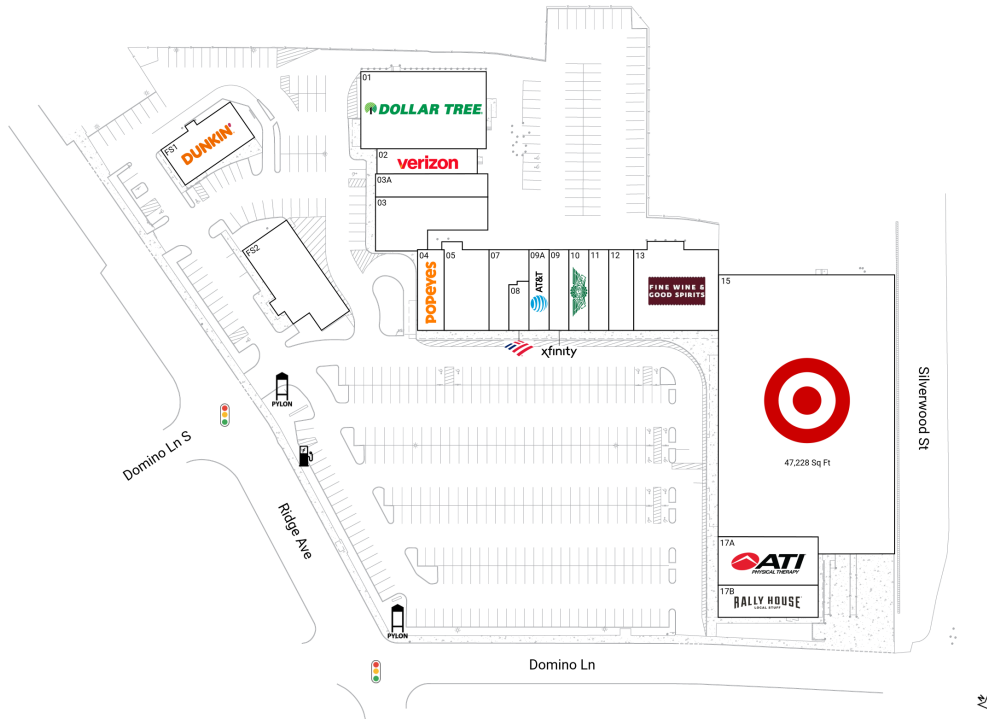 01
DOLLAR TREE
FS1
DUNKIN'
02
verizon
03A
03
FS2
04
POPEYES
05
07
08
09A
AT&T
09
10
11
12
13
FINE WINE &
GOOD SPIRITS
15
xfinity
47,228 Sq Ft
PYLON
Domino Ln S
Ridge Ave
Silverwood St
17A
ATI
PHYSICAL THERAPY
17B
RALLY HOUSE
LOCAL STUFF
PYLON
Domino Ln
N